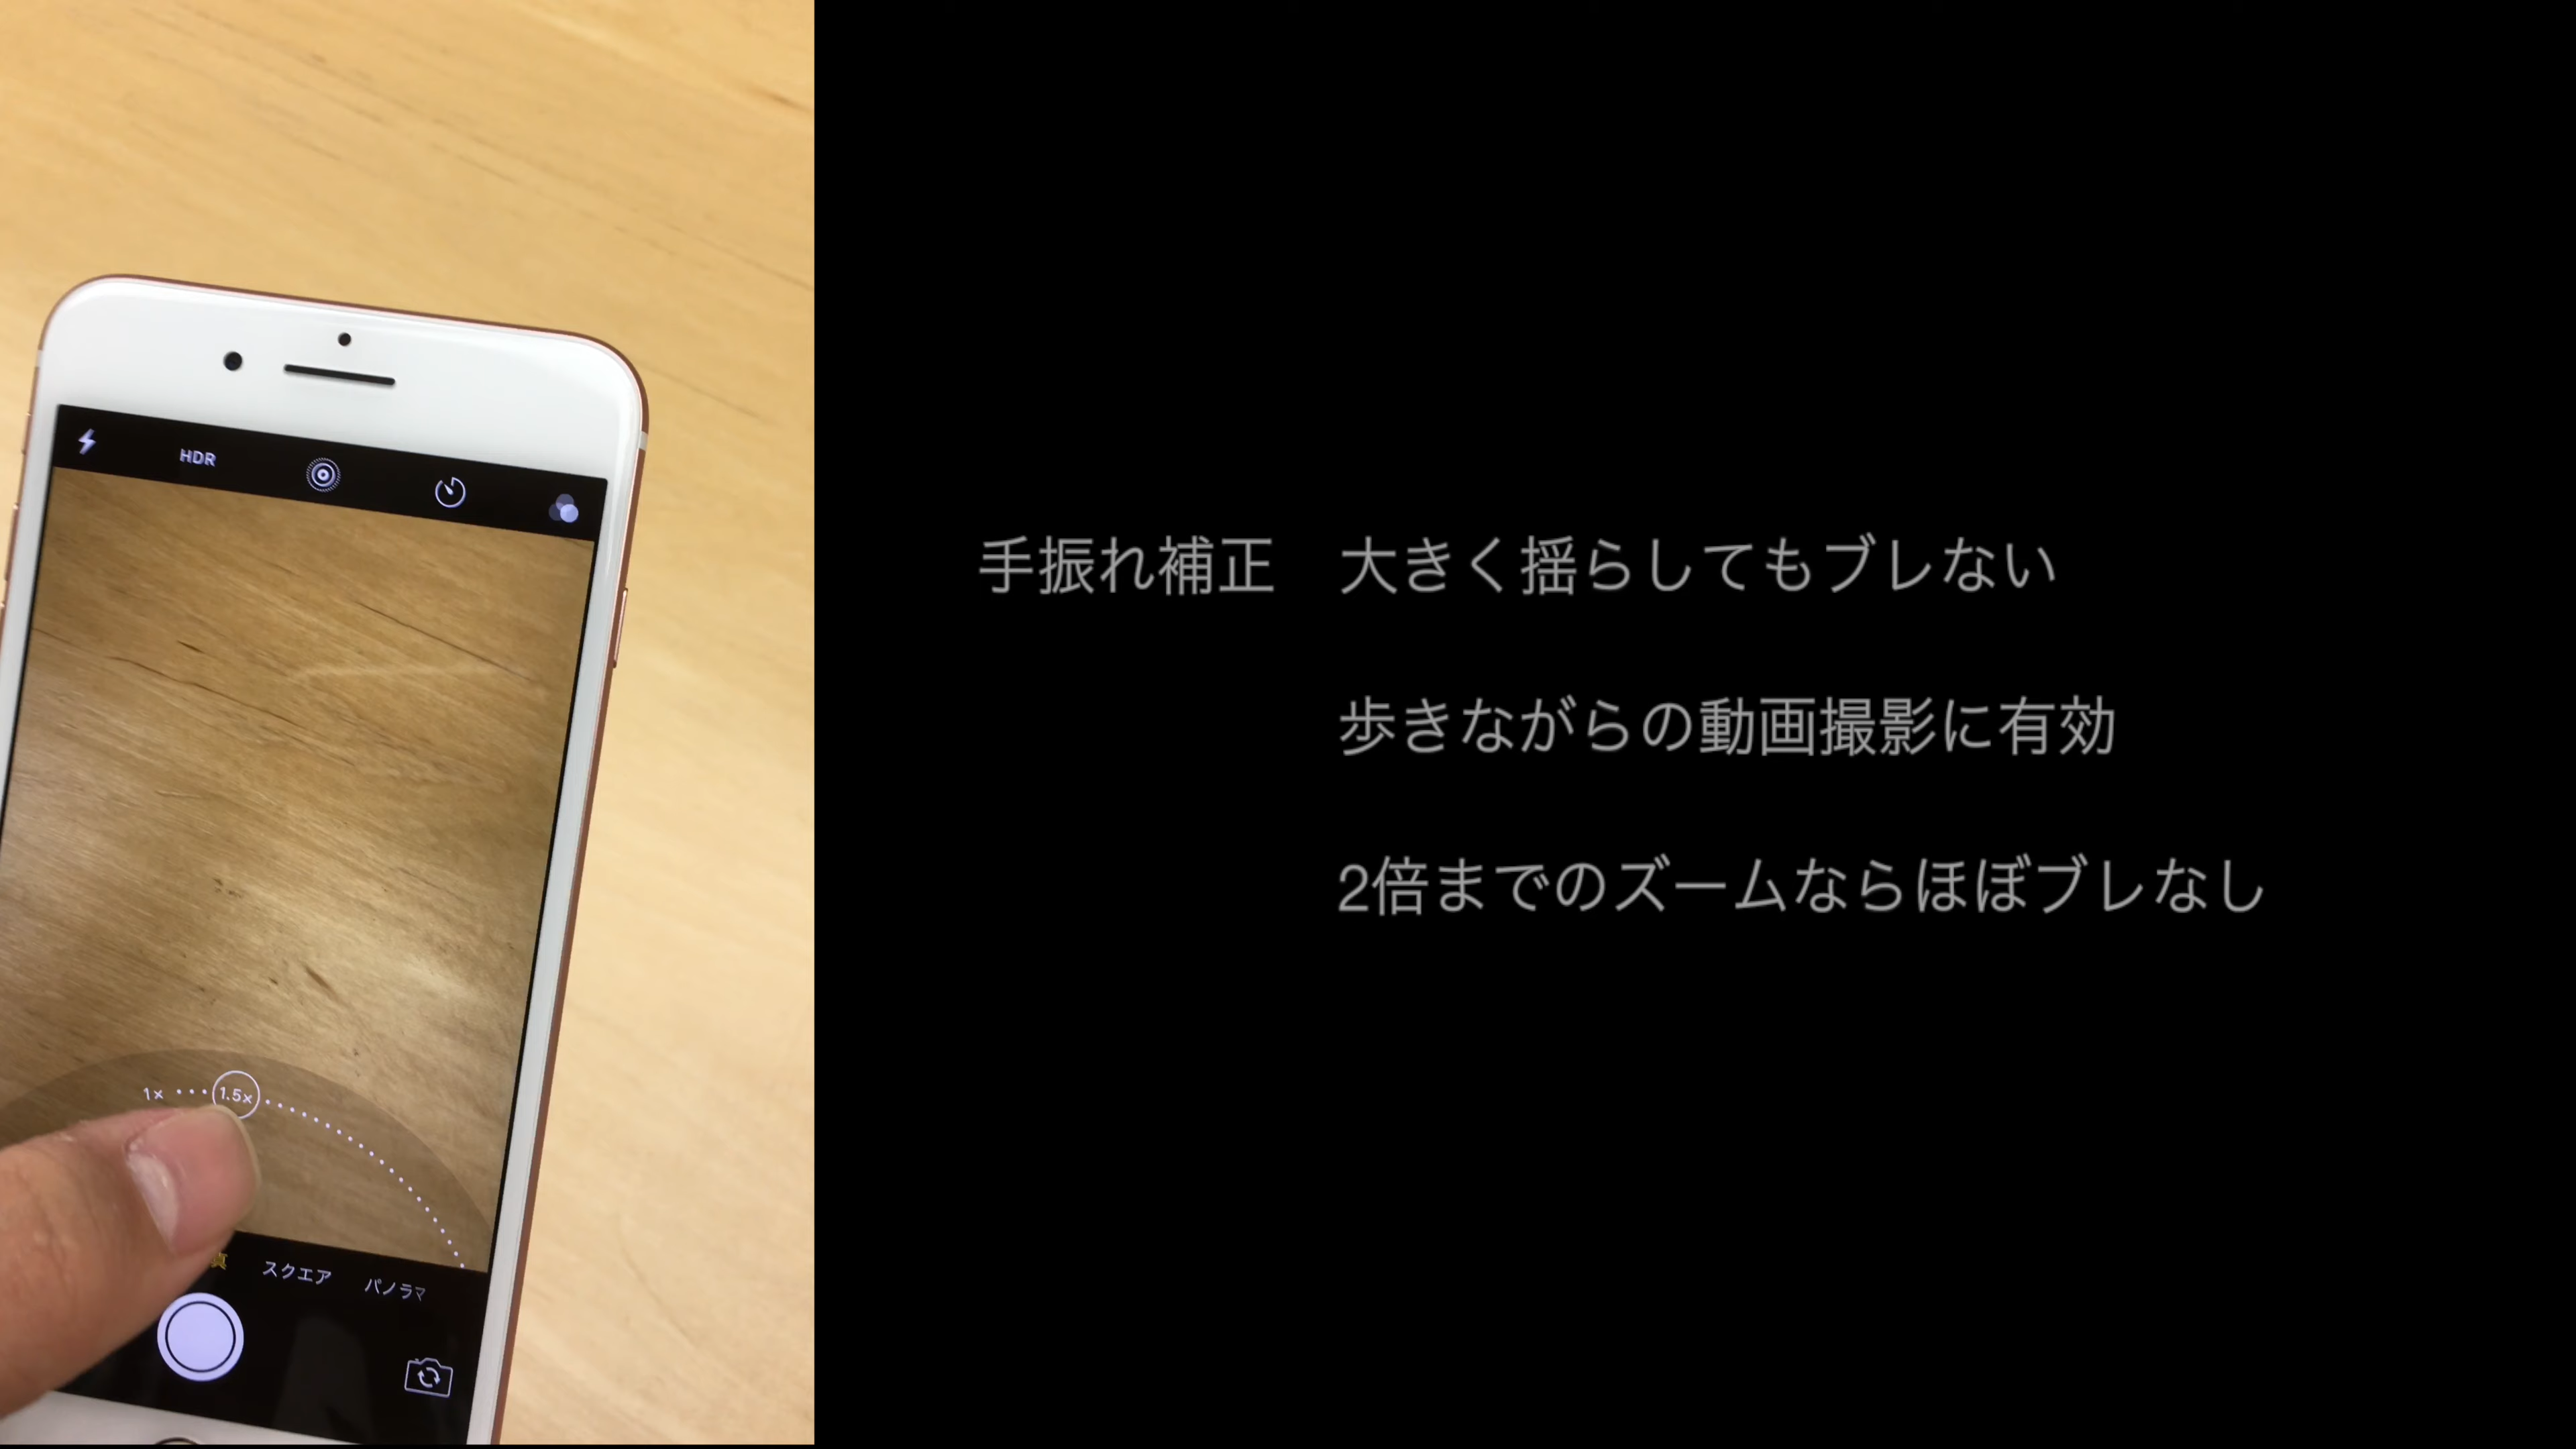 HDR
1×
1.5×
真 スクエア パノラマ
手振れ補正 大きく揺らしてもブレない
歩きながらの動画撮影に有効
2倍までのズームならほぼブレなし